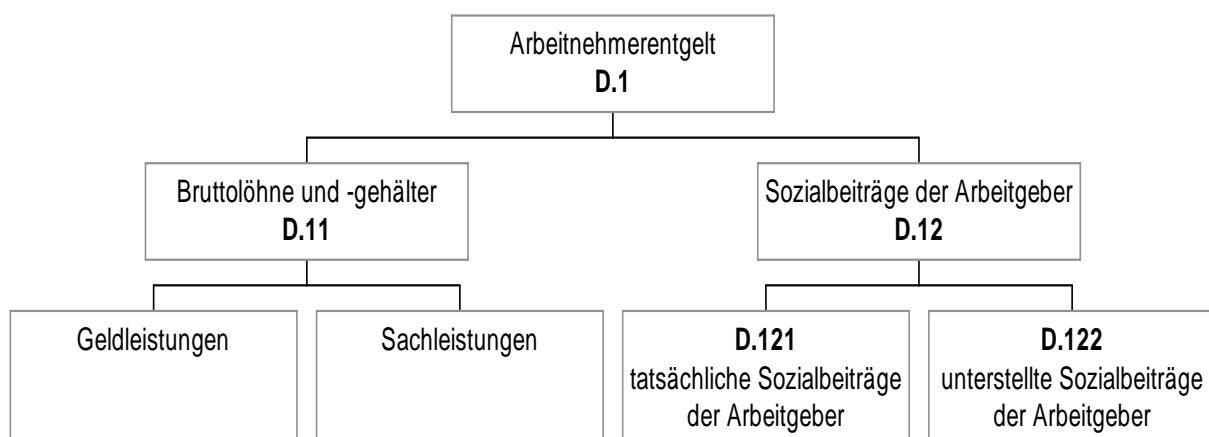 Arbeitnehmerentgelt
D.1
Bruttolöhne und -gehälter
D.11
Sozialbeiträge der Arbeitgeber
D.12
Geldleistungen
Sachleistungen
D.121
tatsächliche Sozialbeiträge
der Arbeitgeber
D.122
unterstellte Sozialbeiträge
der Arbeitgeber